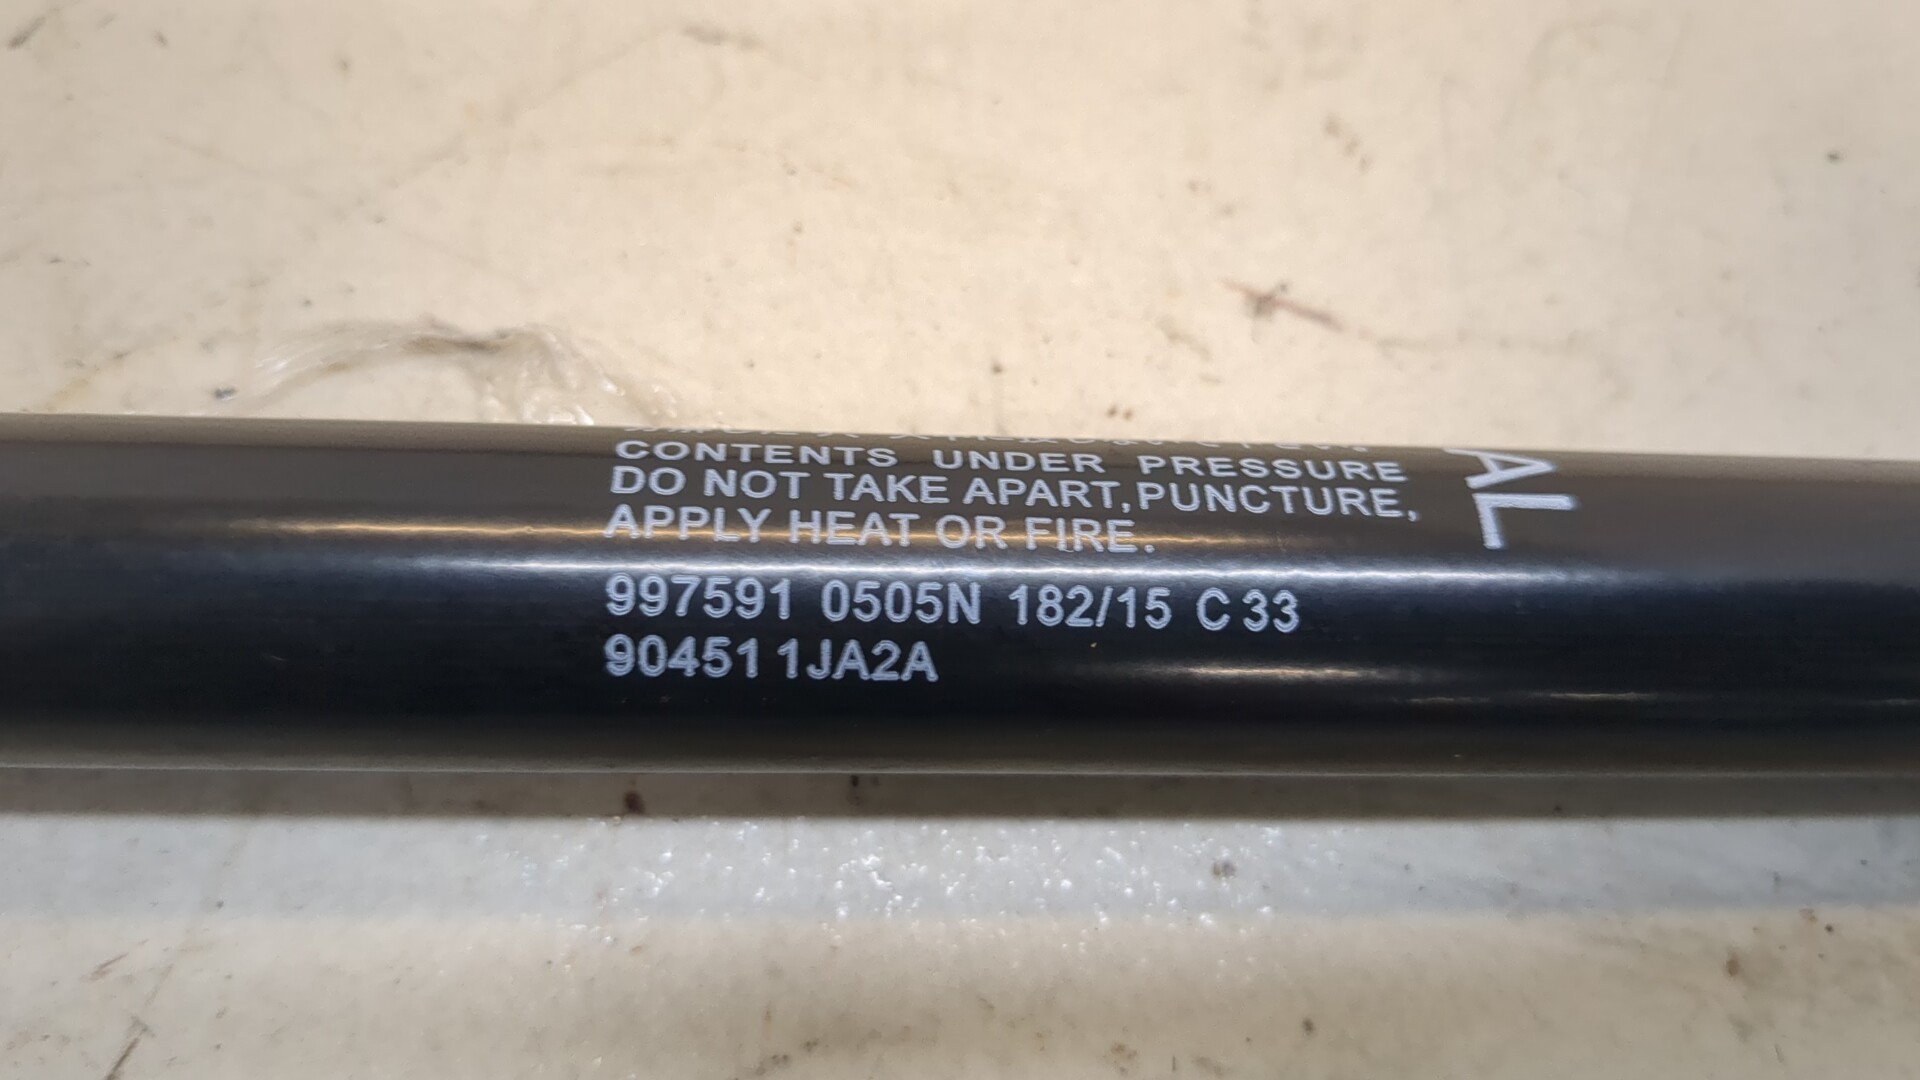 CONTENTS UNDER PRESSURE
DO NOT TAKE APART, PUNCTURE,
APPLY HEAT OR FIRE.
997591 0505N 182/15 C 33
90451 1JA2A
AL